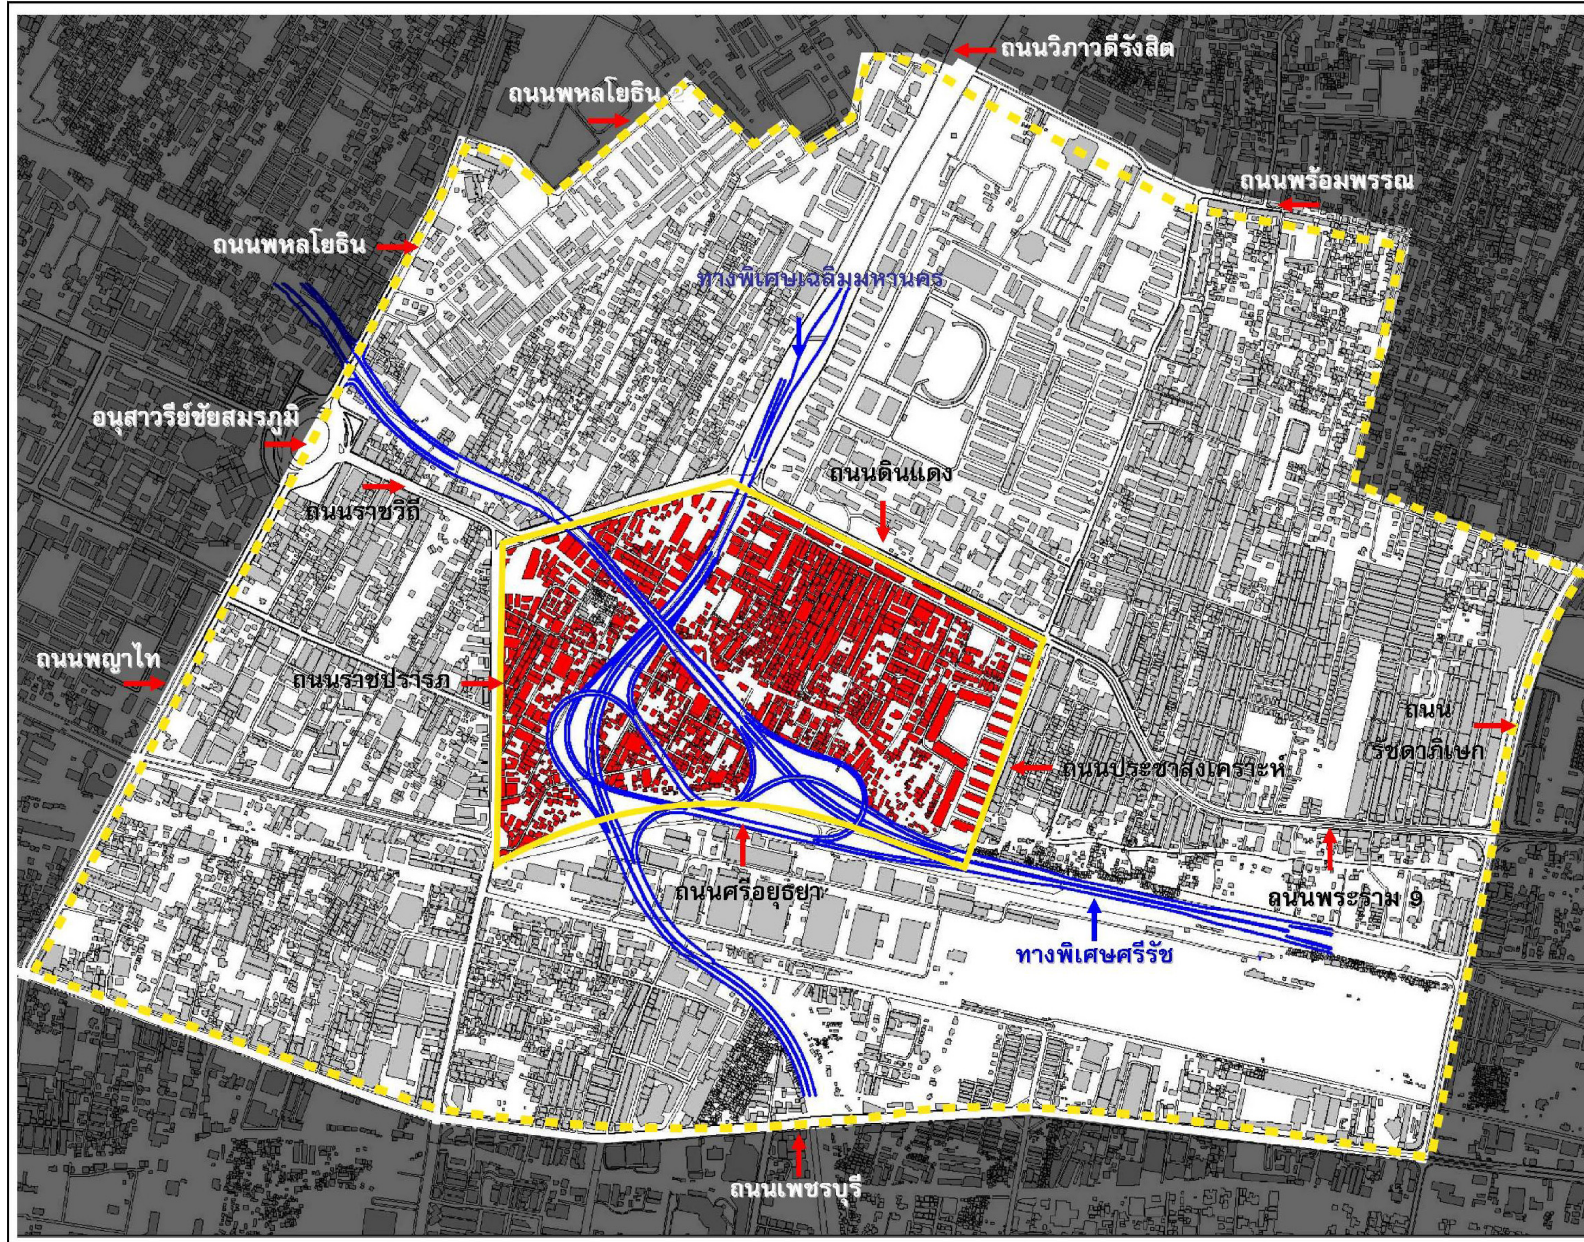 ถนนวิภาวดีรังสิต
ถนนพหลโยธิน 2
ถนนพร้อมพรรณ
ถนนพหลโยธิน
ทางพิเศษเฉลิมมหานคร
อนุสาวรีย์ชัยสมรภูมิ
ถนนดินแดง
ถนนราชวิถี
ถนนพญาไท
ถนนราชปรารภ
ถนน
รัชดาภิเษก
ถนนประชาสงเคราะห์
ถนนศรีอยุธยา
ถนนพระราม 9
ทางพิเศษศรีรัช
ถนนเพชรบุรี